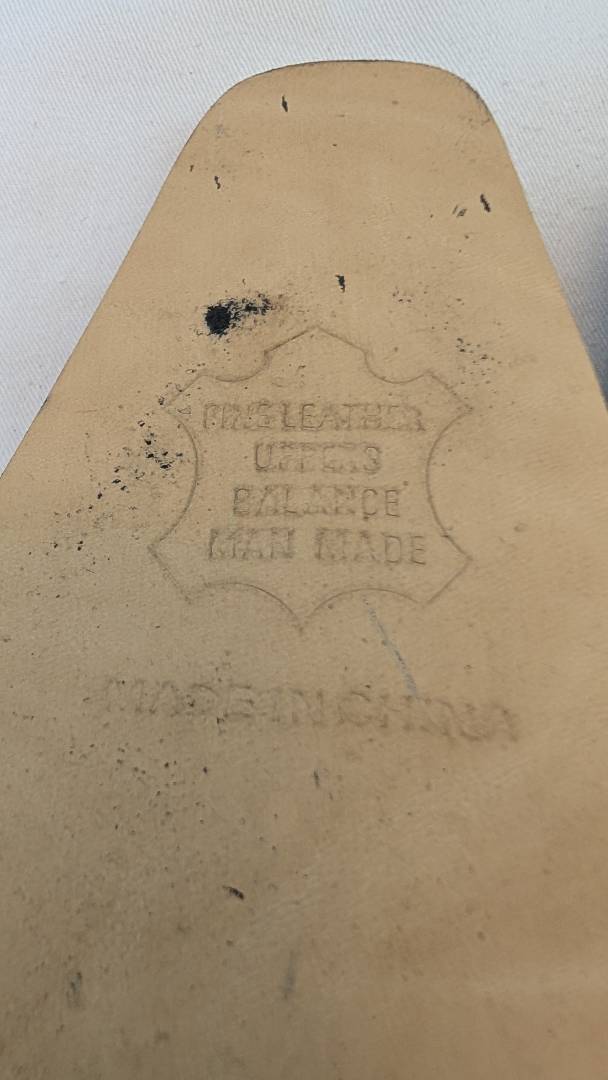 FINE LEATHER
UPPERS
BALANCE
MAN MADE
MADE IN CHINA